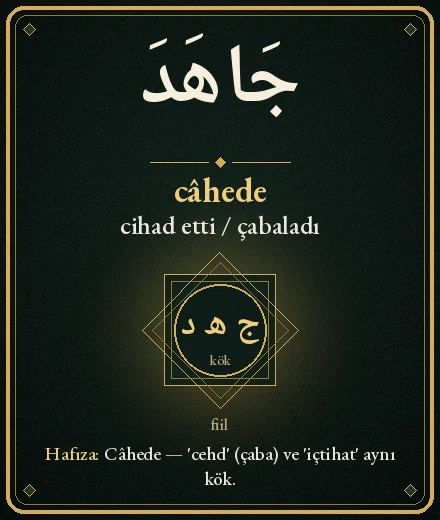 جَاهَدَ
câhede
cihad etti / çabaladı
ج ه د
kök
fiil
Hafıza: Câhede — 'cehd' (çaba) ve 'içtihat' aynı
kök.